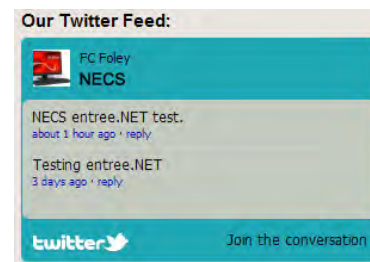 Our Twitter Feed:
FC Foley
NECS
NECS entree.NET test.
about 1 hour ago · reply
Testing entree.NET
3 days ago · reply
twitter
Join the conversation